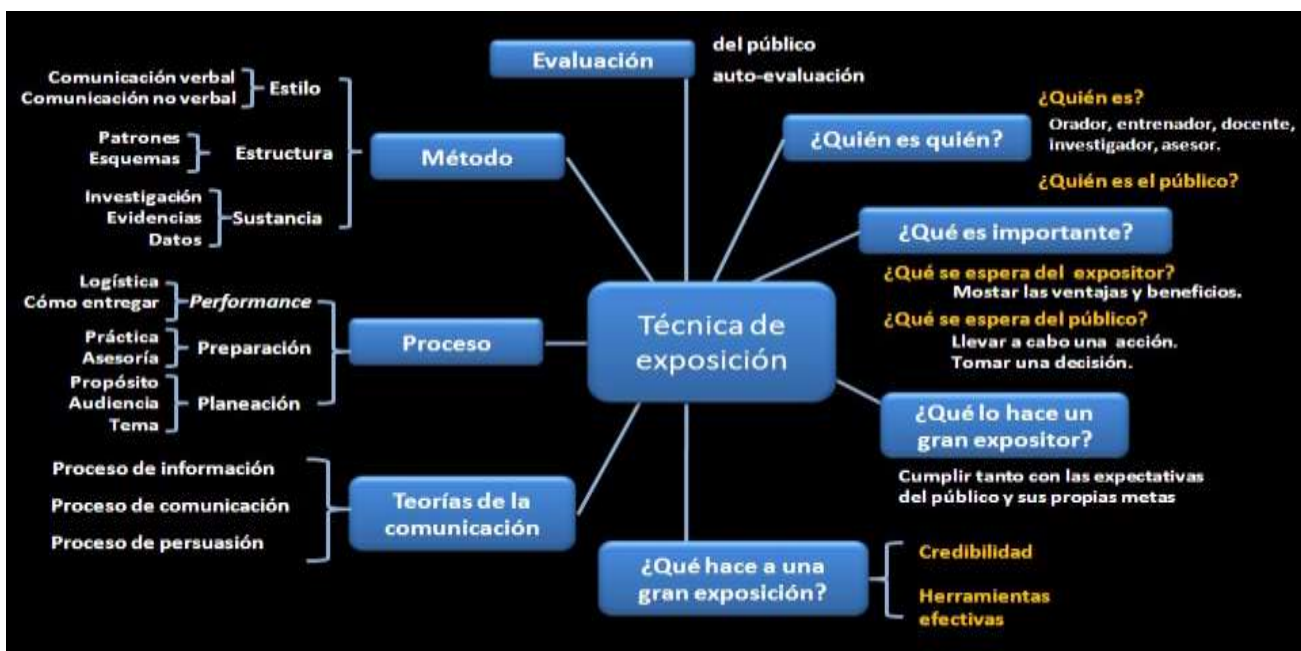 Evaluación
del público
auto-evaluación
¿Quién es quién?
¿Quién es?
Orador, entrenador, docente,
investigador, asesor.
¿Quién es el público?
¿Qué es importante?
¿Qué se espera del expositor?
Mostar las ventajas y beneficios.
¿Qué se espera del público?
Llevar a cabo una acción.
Tomar una decisión.
¿Qué lo hace un
gran expositor?
Cumplir tanto con las expectativas
del público y sus propias metas
¿Qué hace a una
gran exposición?
Credibilidad
Herramientas
efectivas
Técnica de
exposición
Método
Estilo
Comunicación verbal
Comunicación no verbal
Estructura
Patrones
Esquemas
Sustancia
Investigación
Evidencias
Datos
Proceso
Performance
Logística
Cómo entregar
Preparación
Práctica
Asesoría
Planeación
Propósito
Audiencia
Tema
Teorías de la
comunicación
Proceso de información
Proceso de comunicación
Proceso de persuasión